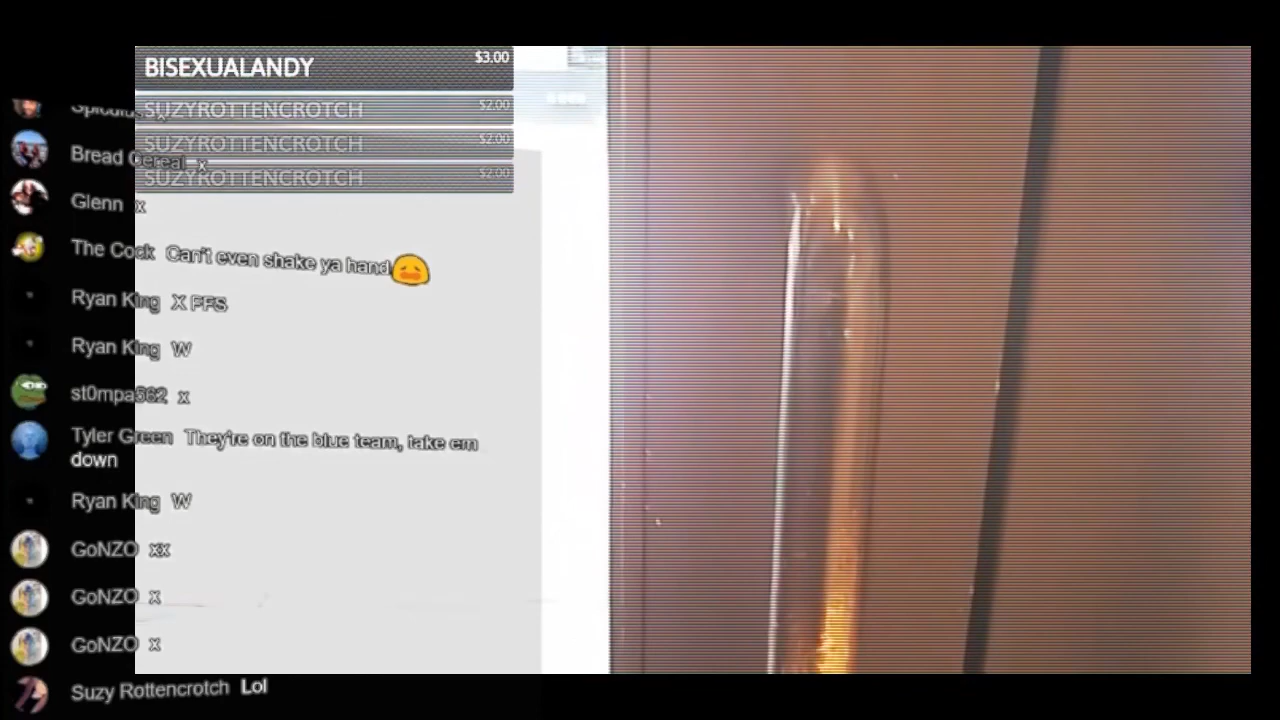 BISEXUALANDY $3.00
SUZYROTTENCROTCH $2.00
SUZYROTTENCROTCH $2.00
SUZYROTTENCROTCH $2.00
Bread Cereal x
Glenn x
The Cock Can't even shake ya hand
Ryan King X FFS
Ryan King W
st0mpa562 x
Tyler Green They're on the blue team, take em
down
Ryan King W
GoNZO xx
GoNZO x
GoNZO x
Suzy Rottencrotch Lol